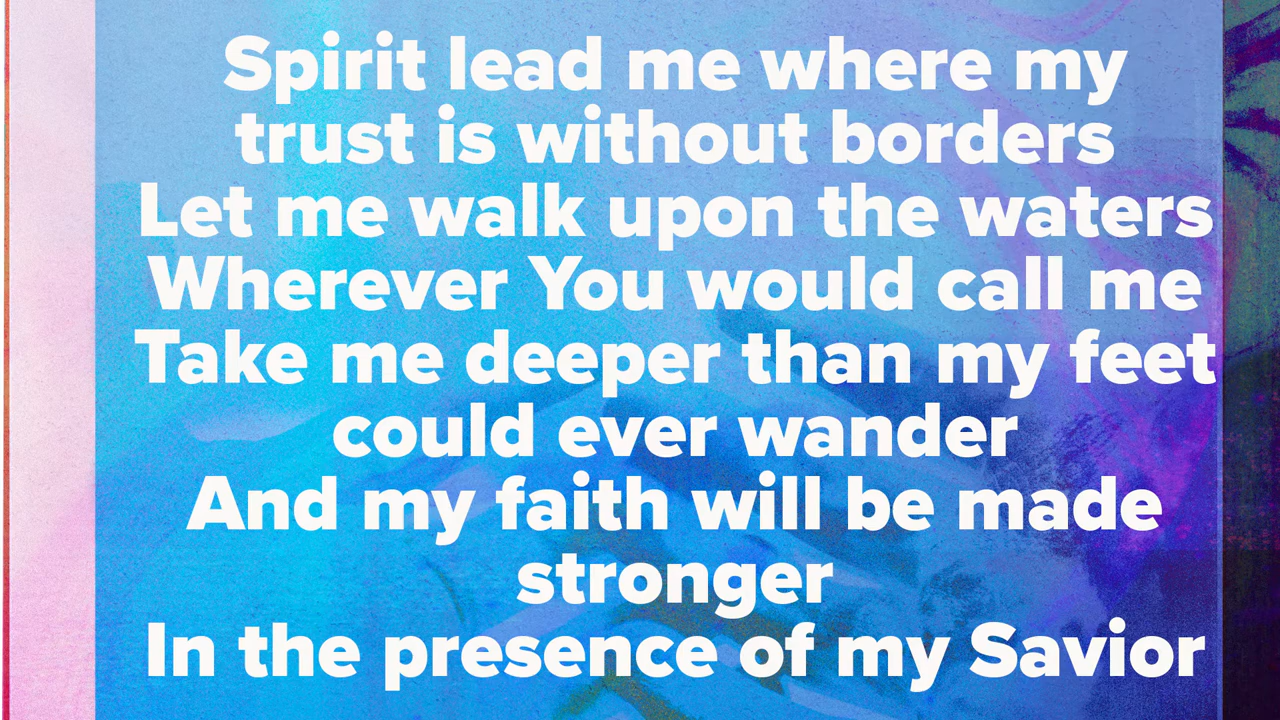 Spirit lead me where my
trust is without borders
Let me walk upon the waters
Wherever You would call me
Take me deeper than my feet
could ever wander
And my faith will be made
stronger
In the presence of my Savior